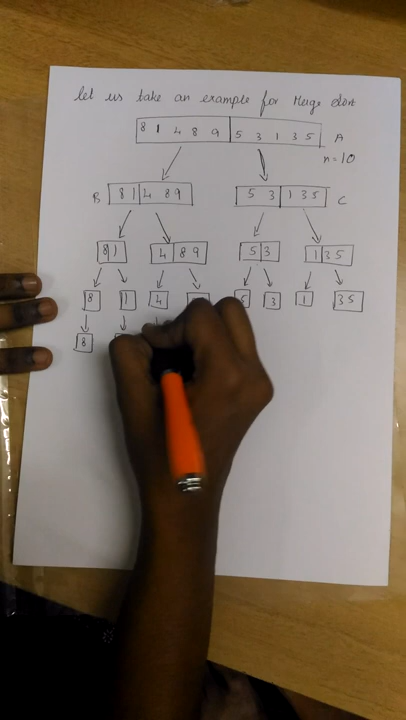 let us take an example for Merge Sort
8 1 4 8 9 5 3 1 3 5 A
n=10
B 8 1 4 8 9 5 3 1 3 5 C
8 1 4 8 9 5 3 1 3 5
8 1 4 5 3 1 3 5
8